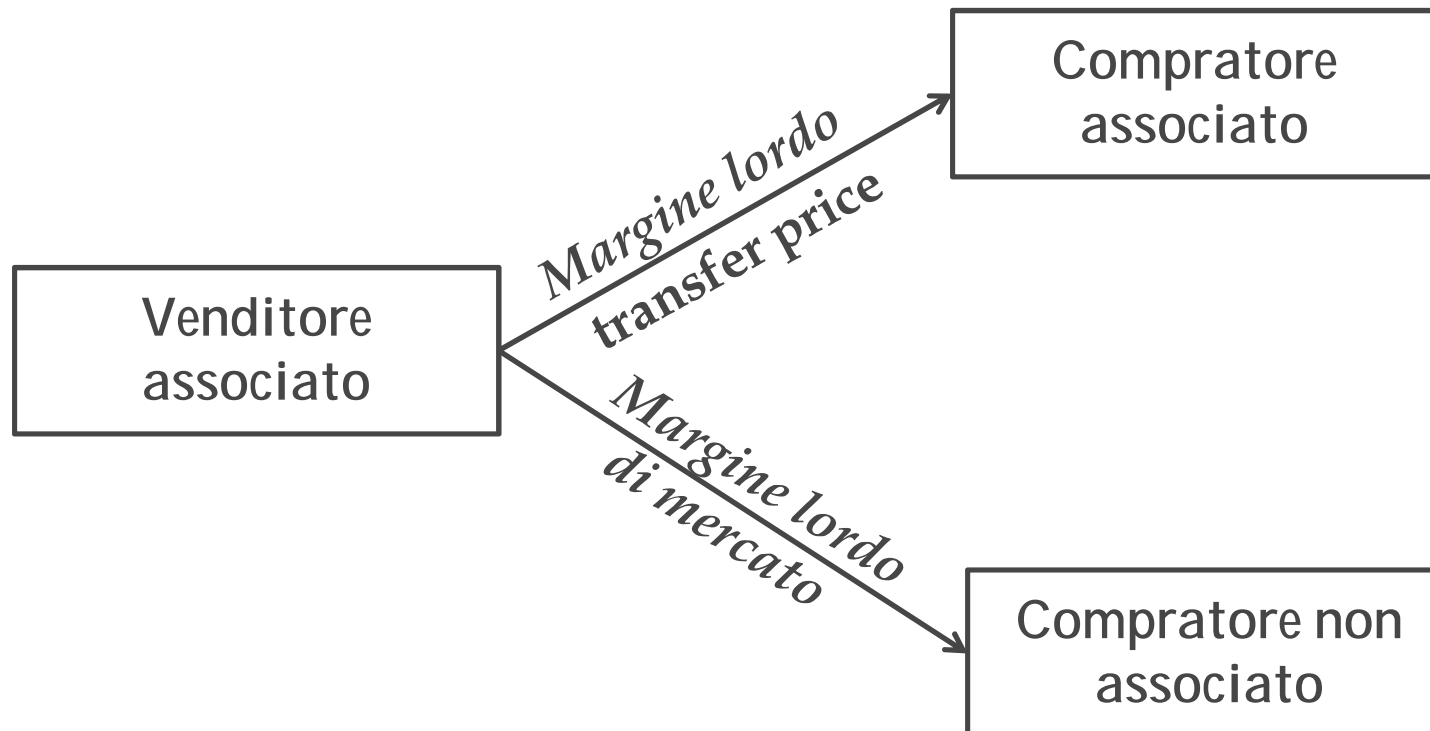 Compratore
associato
Margine lordo
transfer price
Venditore
associato
Margine lordo
di mercato
Compratore non
associato